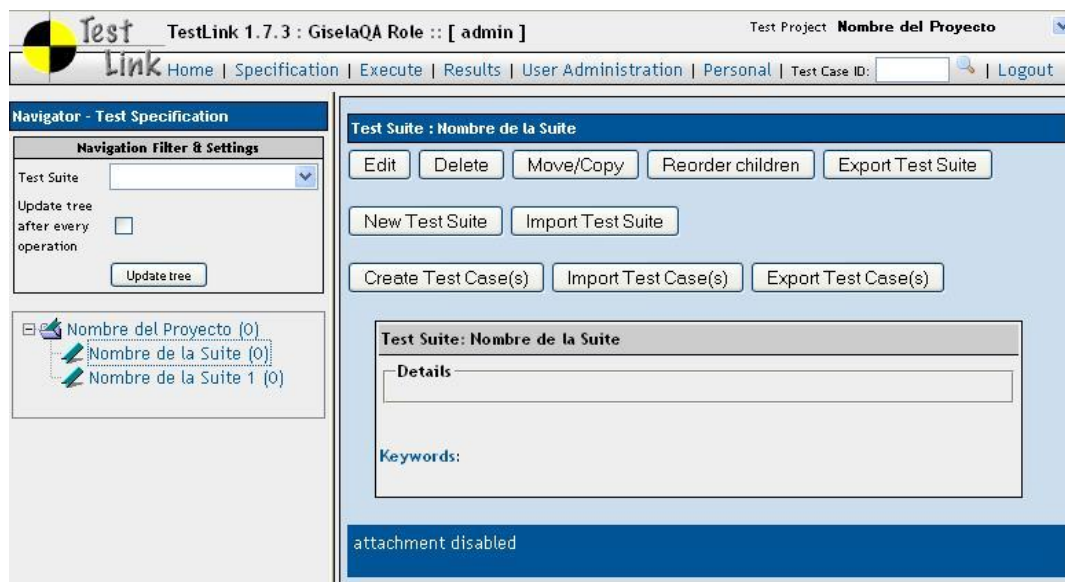 Test Link
TestLink 1.7.3 : GiselaQA Role :: [ admin ]
Test Project Nombre del Proyecto
Home | Specification | Execute | Results | User Administration | Personal | Test Case ID: | Logout
Navigator - Test Specification
Navigation Filter & Settings
Test Suite
Update tree
after every
operation
Update tree
Nombre del Proyecto (0)
Nombre de la Suite (0)
Nombre de la Suite 1 (0)
Test Suite : Nombre de la Suite
Edit Delete Move/Copy Reorder children Export Test Suite
New Test Suite Import Test Suite
Create Test Case(s) Import Test Case(s) Export Test Case(s)
Test Suite: Nombre de la Suite
Details
Keywords:
attachment disabled